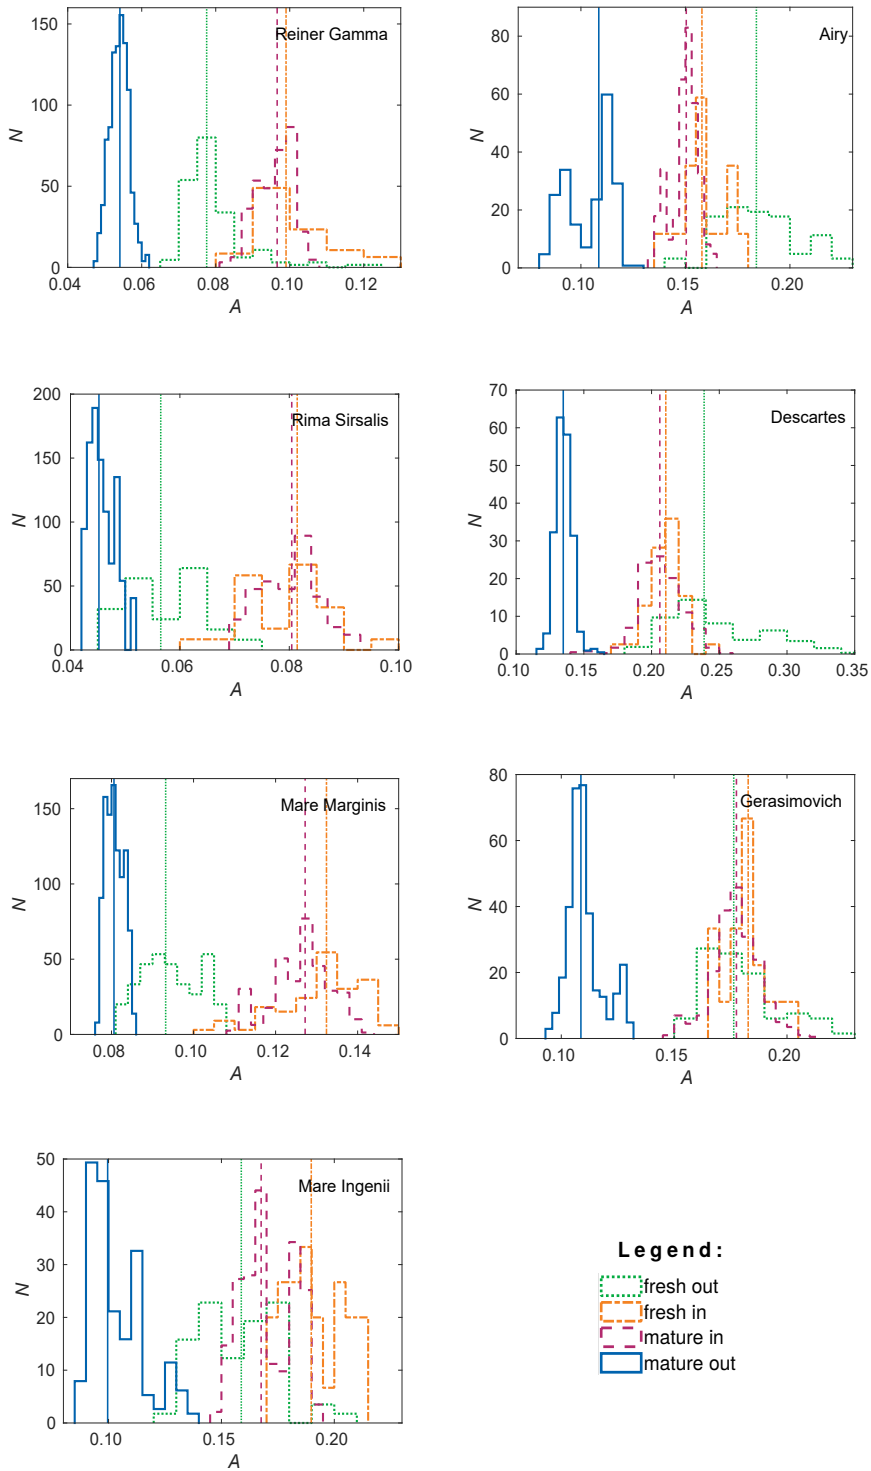 Reiner Gamma
N
150
100
50
0
0.04 0.06 0.08 0.10 0.12
A
Airy
N
80
60
40
20
0
0.10 0.15 0.20
A
Rima Sirsalis
N
200
150
100
50
0
0.04 0.06 0.08 0.10
A
Descartes
N
70
60
50
40
30
20
10
0
0.10 0.15 0.20 0.25 0.30 0.35
A
Mare Marginis
N
150
100
50
0
0.08 0.10 0.12 0.14
A
Gerasimovich
N
80
60
40
20
0
0.10 0.15 0.20
A
Mare Ingenii
N
50
40
30
20
10
0
0.10 0.15 0.20
A
Legend:
fresh out
fresh in
mature in
mature out